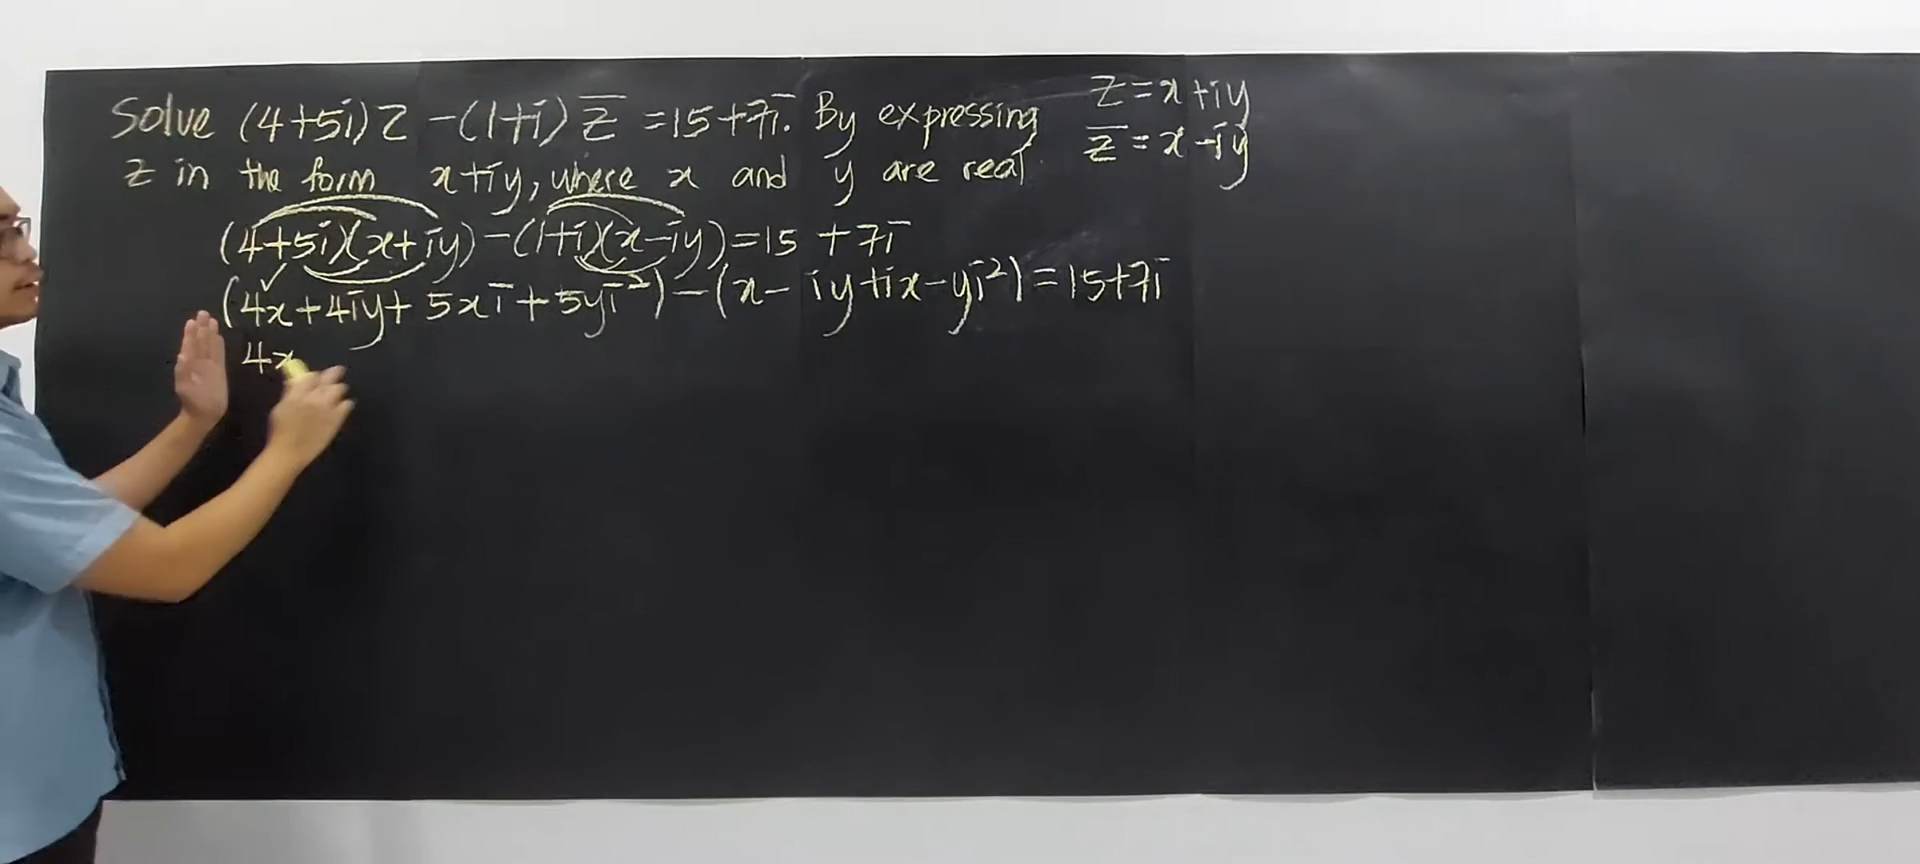 Solve (4+5i)z -(1+i) z̅ =15+7i. By expressing
z in the form x+iy, where x and y are real.
z=x+iy
z̅=x-iy
(4+5i)(x+iy)-(1+i)(x-iy)=15+7i
(4x+4iy+5xi+5yi²)-(x-iy+ix-yi²)=15+7i
4x